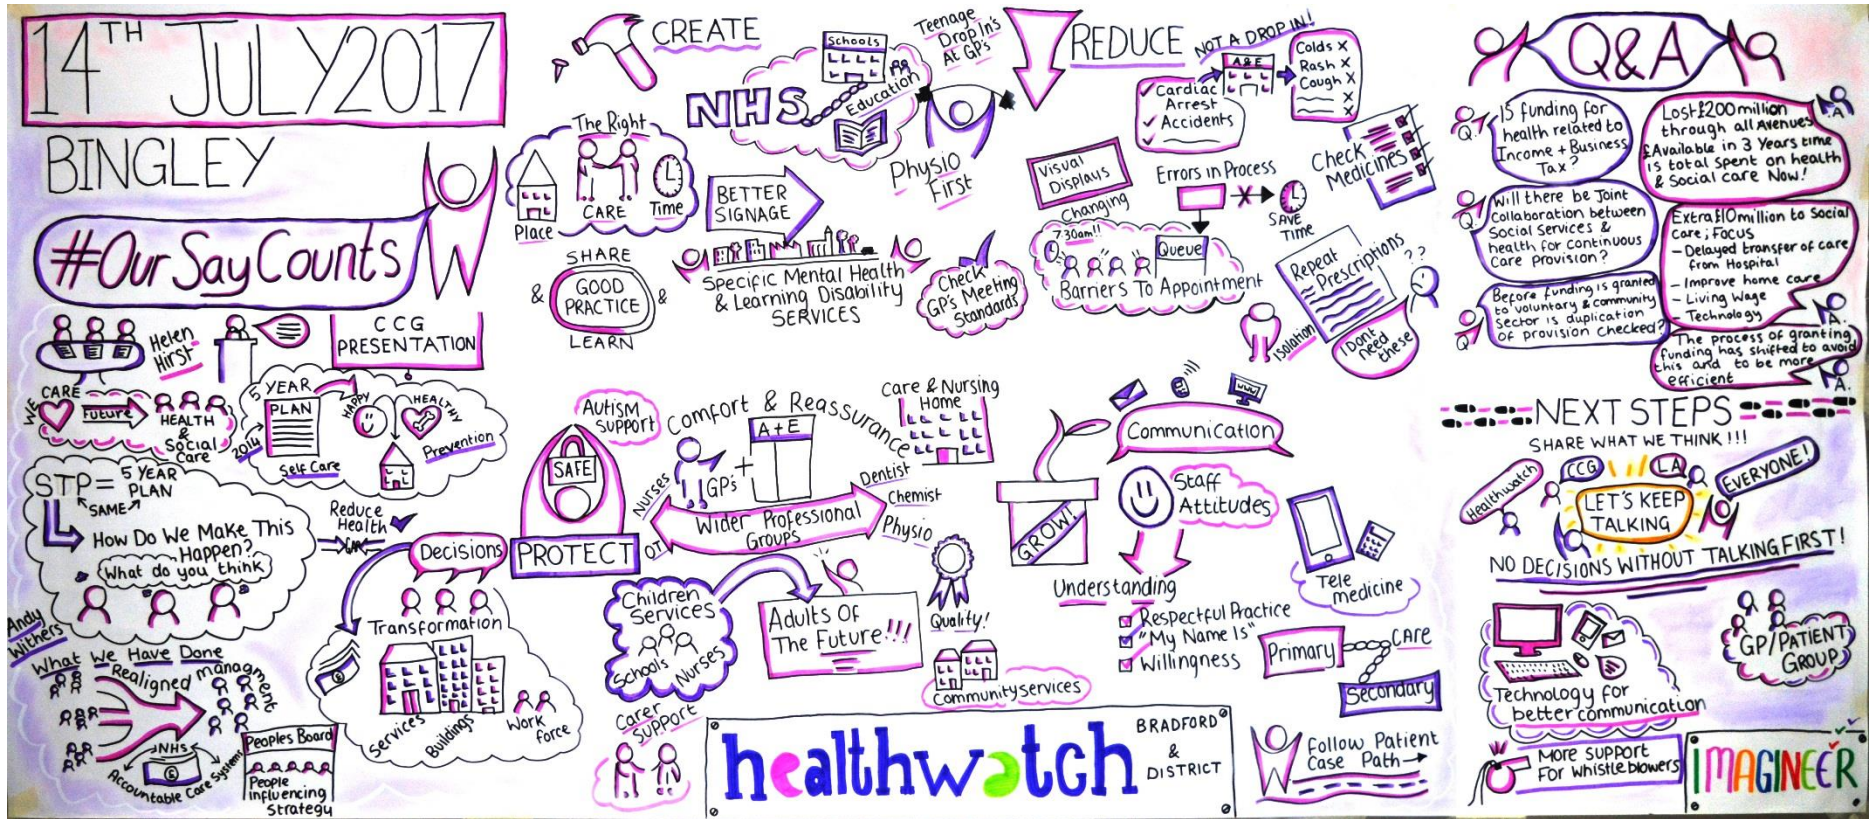 14TH JULY 2017
BINGLEY
#OurSayCounts
Helen
Hirst
CCG
PRESENTATION
WE CARE
Future
HEALTH
&
Social
Care
5 YEAR
PLAN
2014
HAPPY
HEALTHY
Self Care
Prevention
STP = 5 YEAR
PLAN
SAME
How Do We Make This
Happen?
What do you think
Andy
Withers
Reduce
Health
GAP
Decisions
Transformation
£
Services
Buildings
Work
force
What We Have Done
Realigned managment
NHS
£
Accountable Care Systems
Peoples Board
People
influencing
strategy
CREATE
The Right
Place
CARE
Time
NHS
Schools
Education
Teenage
Drop In's
At GP's
Physio
First
BETTER
SIGNAGE
SHARE
&
GOOD
PRACTICE
&
LEARN
Specific Mental Health
& Learning Disability
SERVICES
Check
GP's Meeting
Standards
REDUCE
NOT A DROP IN!
Cardiac
Arrest
Accidents
A&E
Colds X
Rash X
Cough X
X
X
Visual
Displays
Changing
Errors in Process
X
SAVE
TIME
Check
Medicines
7.30am!!
Queue
Barriers To Appointment
Repeat
Prescriptions
??
I Dont
need
these
Isolation
PROTECT
SAFE
Autism
Support
Comfort & Reassurance
GPs
+
A+E
Care & Nursing
Home
Nurses
OT
Wider Professional
Groups
Dentist
Chemist
Physio
Children
Services
Schools
Nurses
Adults Of
The Future!!!
Quality!
Community services
Carer
Support
GROW!
Communication
WWW
Staff
Attitudes
Understanding
Respectful Practice
"My Name Is"
Willingness
Tele
medicine
Primary
CARE
Secondary
Follow Patient
Case Path
healthwatch
BRADFORD
&
DISTRICT
Q&A
Q.
IS funding for
health related to
Income + Business
Tax?
A.
Lost £200 million
through all Avenues
£Available in 3 Years time
is total spent on health
& Social care Now!
Q.
Will there be Joint
Collaboration between
Social Services &
health for continuous
Care provision?
Extra £10 million to Social
care; Focus
- Delayed transfer of care
from Hospital
- Improve home care
- Living Wage
- Technology
A.
Q.
Before funding is granted
to voluntary & community
sector is duplication
of provision checked?
The process of granting
funding has shifted to avoid
this and to be more
efficient
A.
NEXT STEPS
SHARE WHAT WE THINK!!!
Healthwatch
CCG
LA
EVERYONE!
LET'S KEEP
TALKING
NO DECISIONS WITHOUT TALKING FIRST!
Technology for
better communication
GP/PATIENT
GROUP
MORE SUPPORT
FOR WHISTLEBLOWERS
IMAGINEER